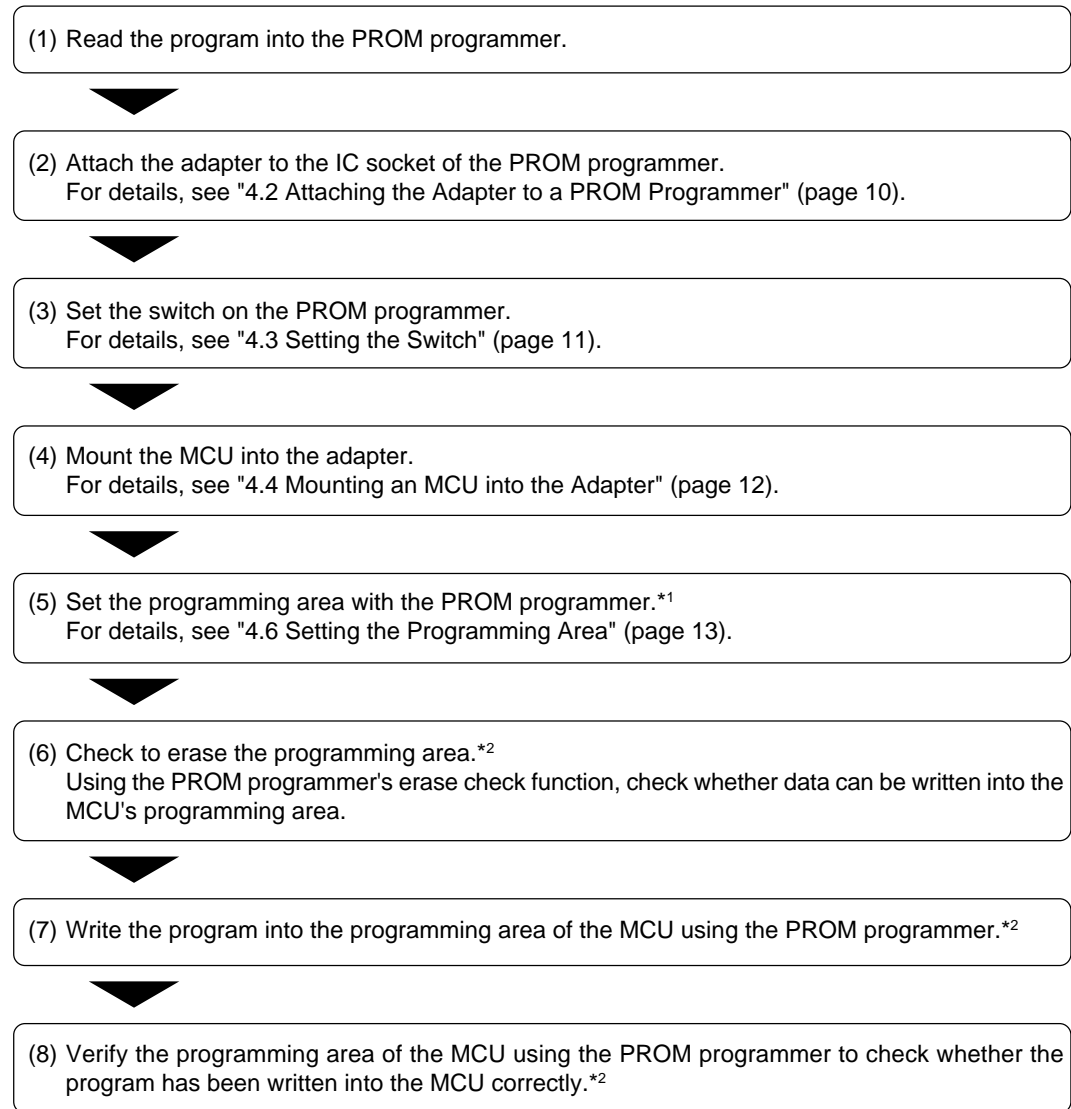 (1) Read the program into the PROM programmer.
(2) Attach the adapter to the IC socket of the PROM programmer.
For details, see "4.2 Attaching the Adapter to a PROM Programmer" (page 10).
(3) Set the switch on the PROM programmer.
For details, see "4.3 Setting the Switch" (page 11).
(4) Mount the MCU into the adapter.
For details, see "4.4 Mounting an MCU into the Adapter" (page 12).
(5) Set the programming area with the PROM programmer.*1
For details, see "4.6 Setting the Programming Area" (page 13).
(6) Check to erase the programming area.*2
Using the PROM programmer's erase check function, check whether data can be written into the
MCU's programming area.
(7) Write the program into the programming area of the MCU using the PROM programmer.*2
(8) Verify the programming area of the MCU using the PROM programmer to check whether the
program has been written into the MCU correctly.*2